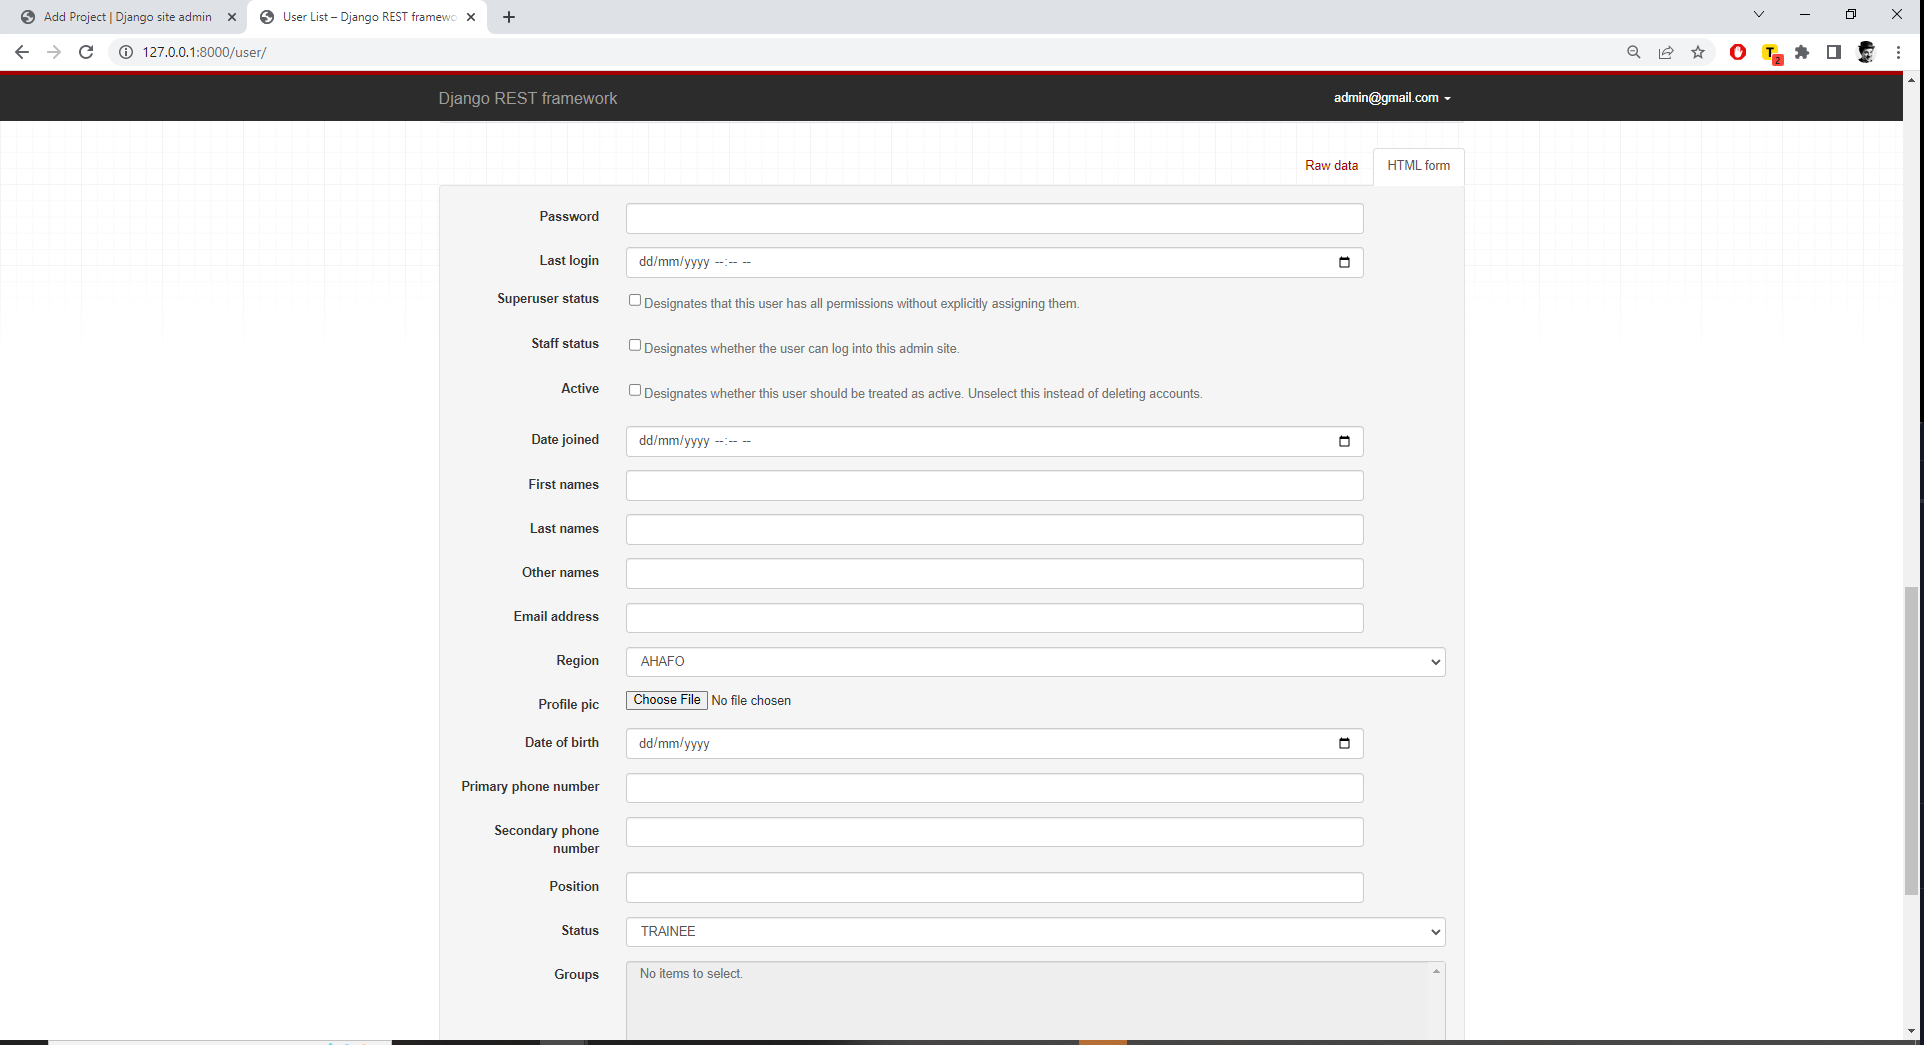 Add Project | Django site admin
User List – Django REST framewo
127.0.0.1:8000/user/
T
2
Django REST framework
admin@gmail.com
Raw data
HTML form
Password
Last login
dd/mm/yyyy --:-- --
Superuser status
Designates that this user has all permissions without explicitly assigning them.
Staff status
Designates whether the user can log into this admin site.
Active
Designates whether this user should be treated as active. Unselect this instead of deleting accounts.
Date joined
dd/mm/yyyy --:-- --
First names
Last names
Other names
Email address
Region
AHAFO
Profile pic
Choose File No file chosen
Date of birth
dd/mm/yyyy
Primary phone number
Secondary phone
number
Position
Status
TRAINEE
Groups
No items to select.